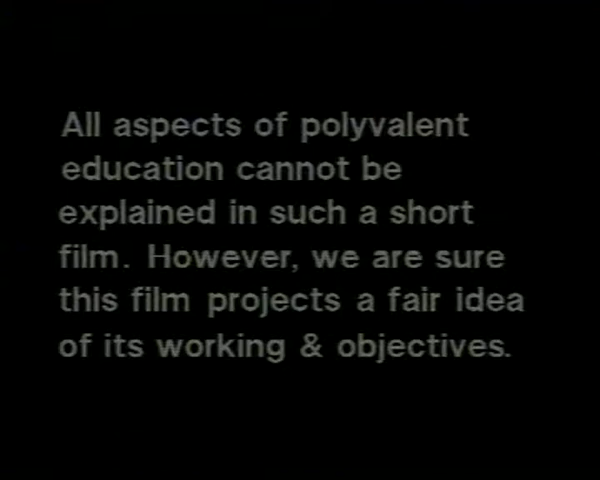 All aspects of polyvalent
education cannot be
explained in such a short
film. However, we are sure
this film projects a fair idea
of its working & objectives.